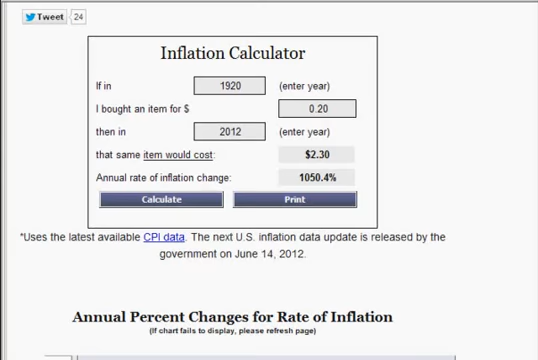 Tweet 24
Inflation Calculator
If in 1920 (enter year)
I bought an item for $ 0.20
then in 2012 (enter year)
that same item would cost: $2.30
Annual rate of inflation change: 1050.4%
Calculate Print
*Uses the latest available CPI data. The next U.S. inflation data update is released by the
government on June 14, 2012.
Annual Percent Changes for Rate of Inflation
(If chart fails to display, please refresh page)